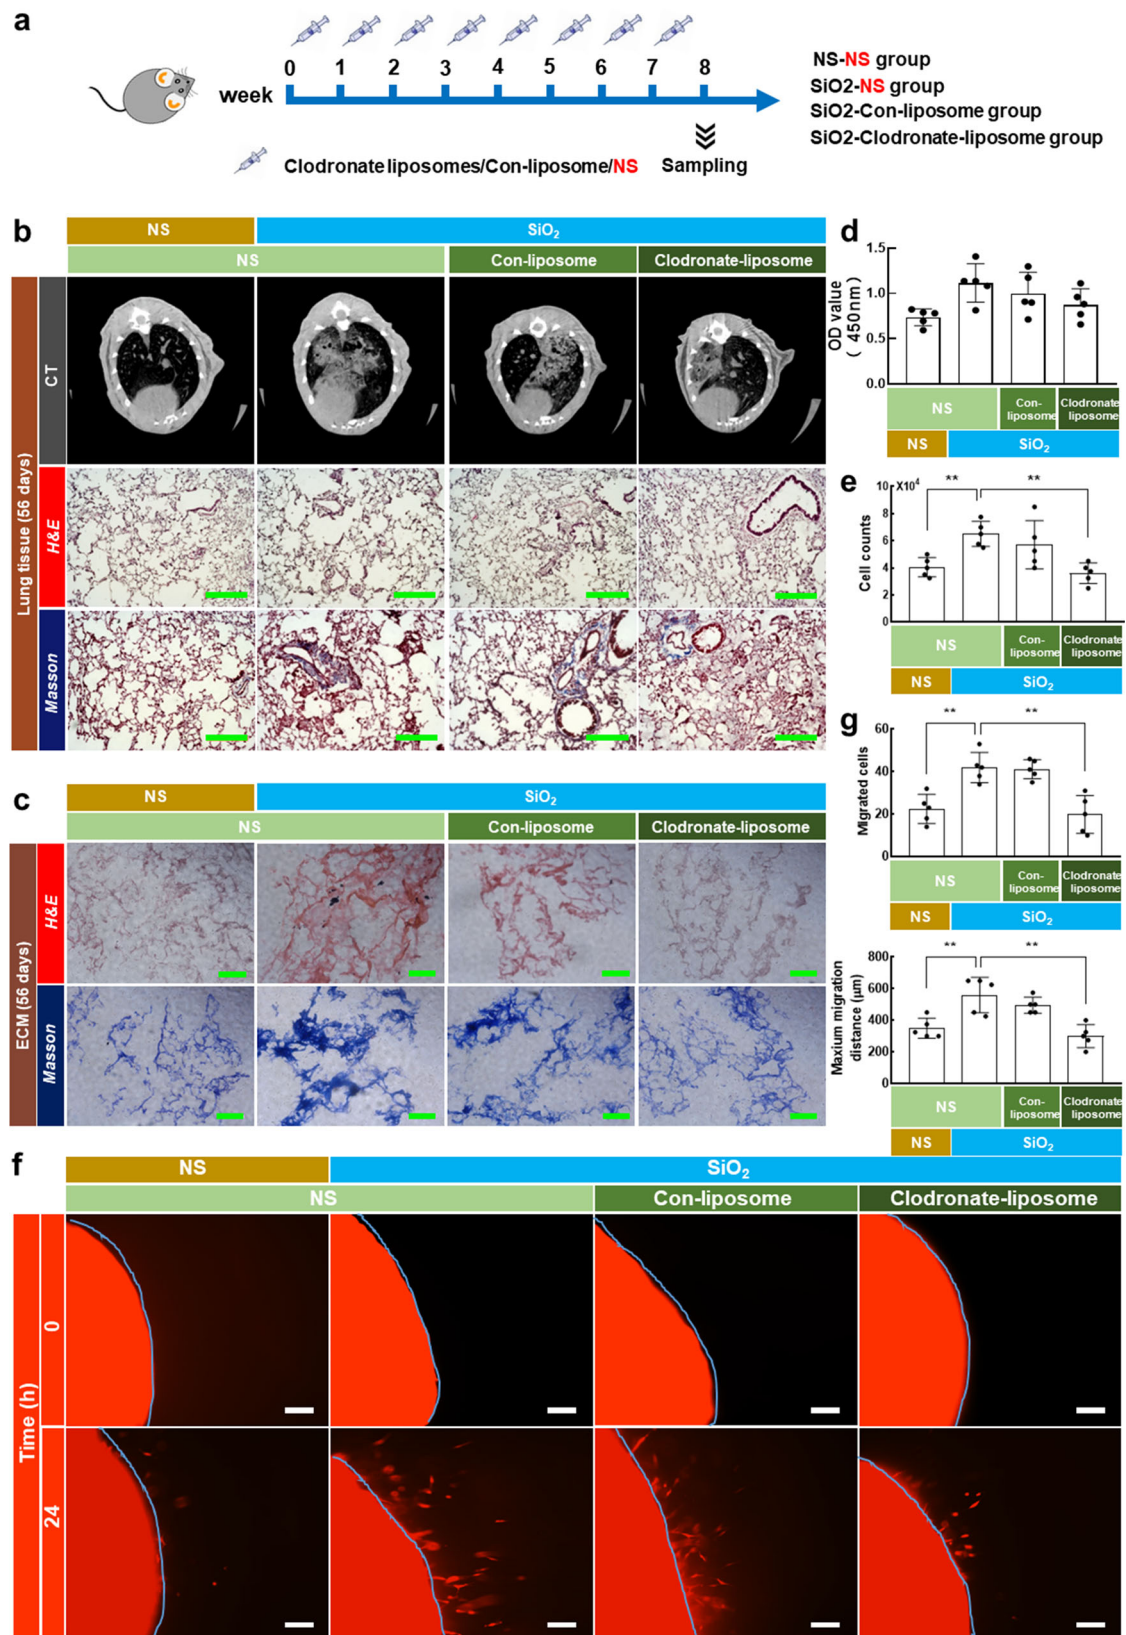 a
0 1 2 3 4 5 6 7 8
week
Clodronate liposomes/Con-liposome/NS
Sampling
NS-NS group
SiO2-NS group
SiO2-Con-liposome group
SiO2-Clodronate-liposome group
b
NS SiO₂
NS Con-liposome Clodronate-liposome
Lung tissue (56 days)
CT
H&E
Masson
c
NS SiO₂
NS Con-liposome Clodronate-liposome
ECM (56 days)
H&E
Masson
d
OD value
( 450nm)
1.5
1.0
0.5
0.0
NS Con-liposome Clodronate liposome
NS SiO₂
e
Cell counts
X10⁴
10
8
6
4
2
0
** **
NS Con-liposome Clodronate liposome
NS SiO₂
g
Migrated cells
60
40
20
0
** **
NS Con-liposome Clodronate liposome
NS SiO₂
Maxium migration
distance (μm)
800
600
400
200
0
** **
NS Con-liposome Clodronate liposome
NS SiO₂
f
NS SiO₂
NS Con-liposome Clodronate-liposome
Time (h)
0
24